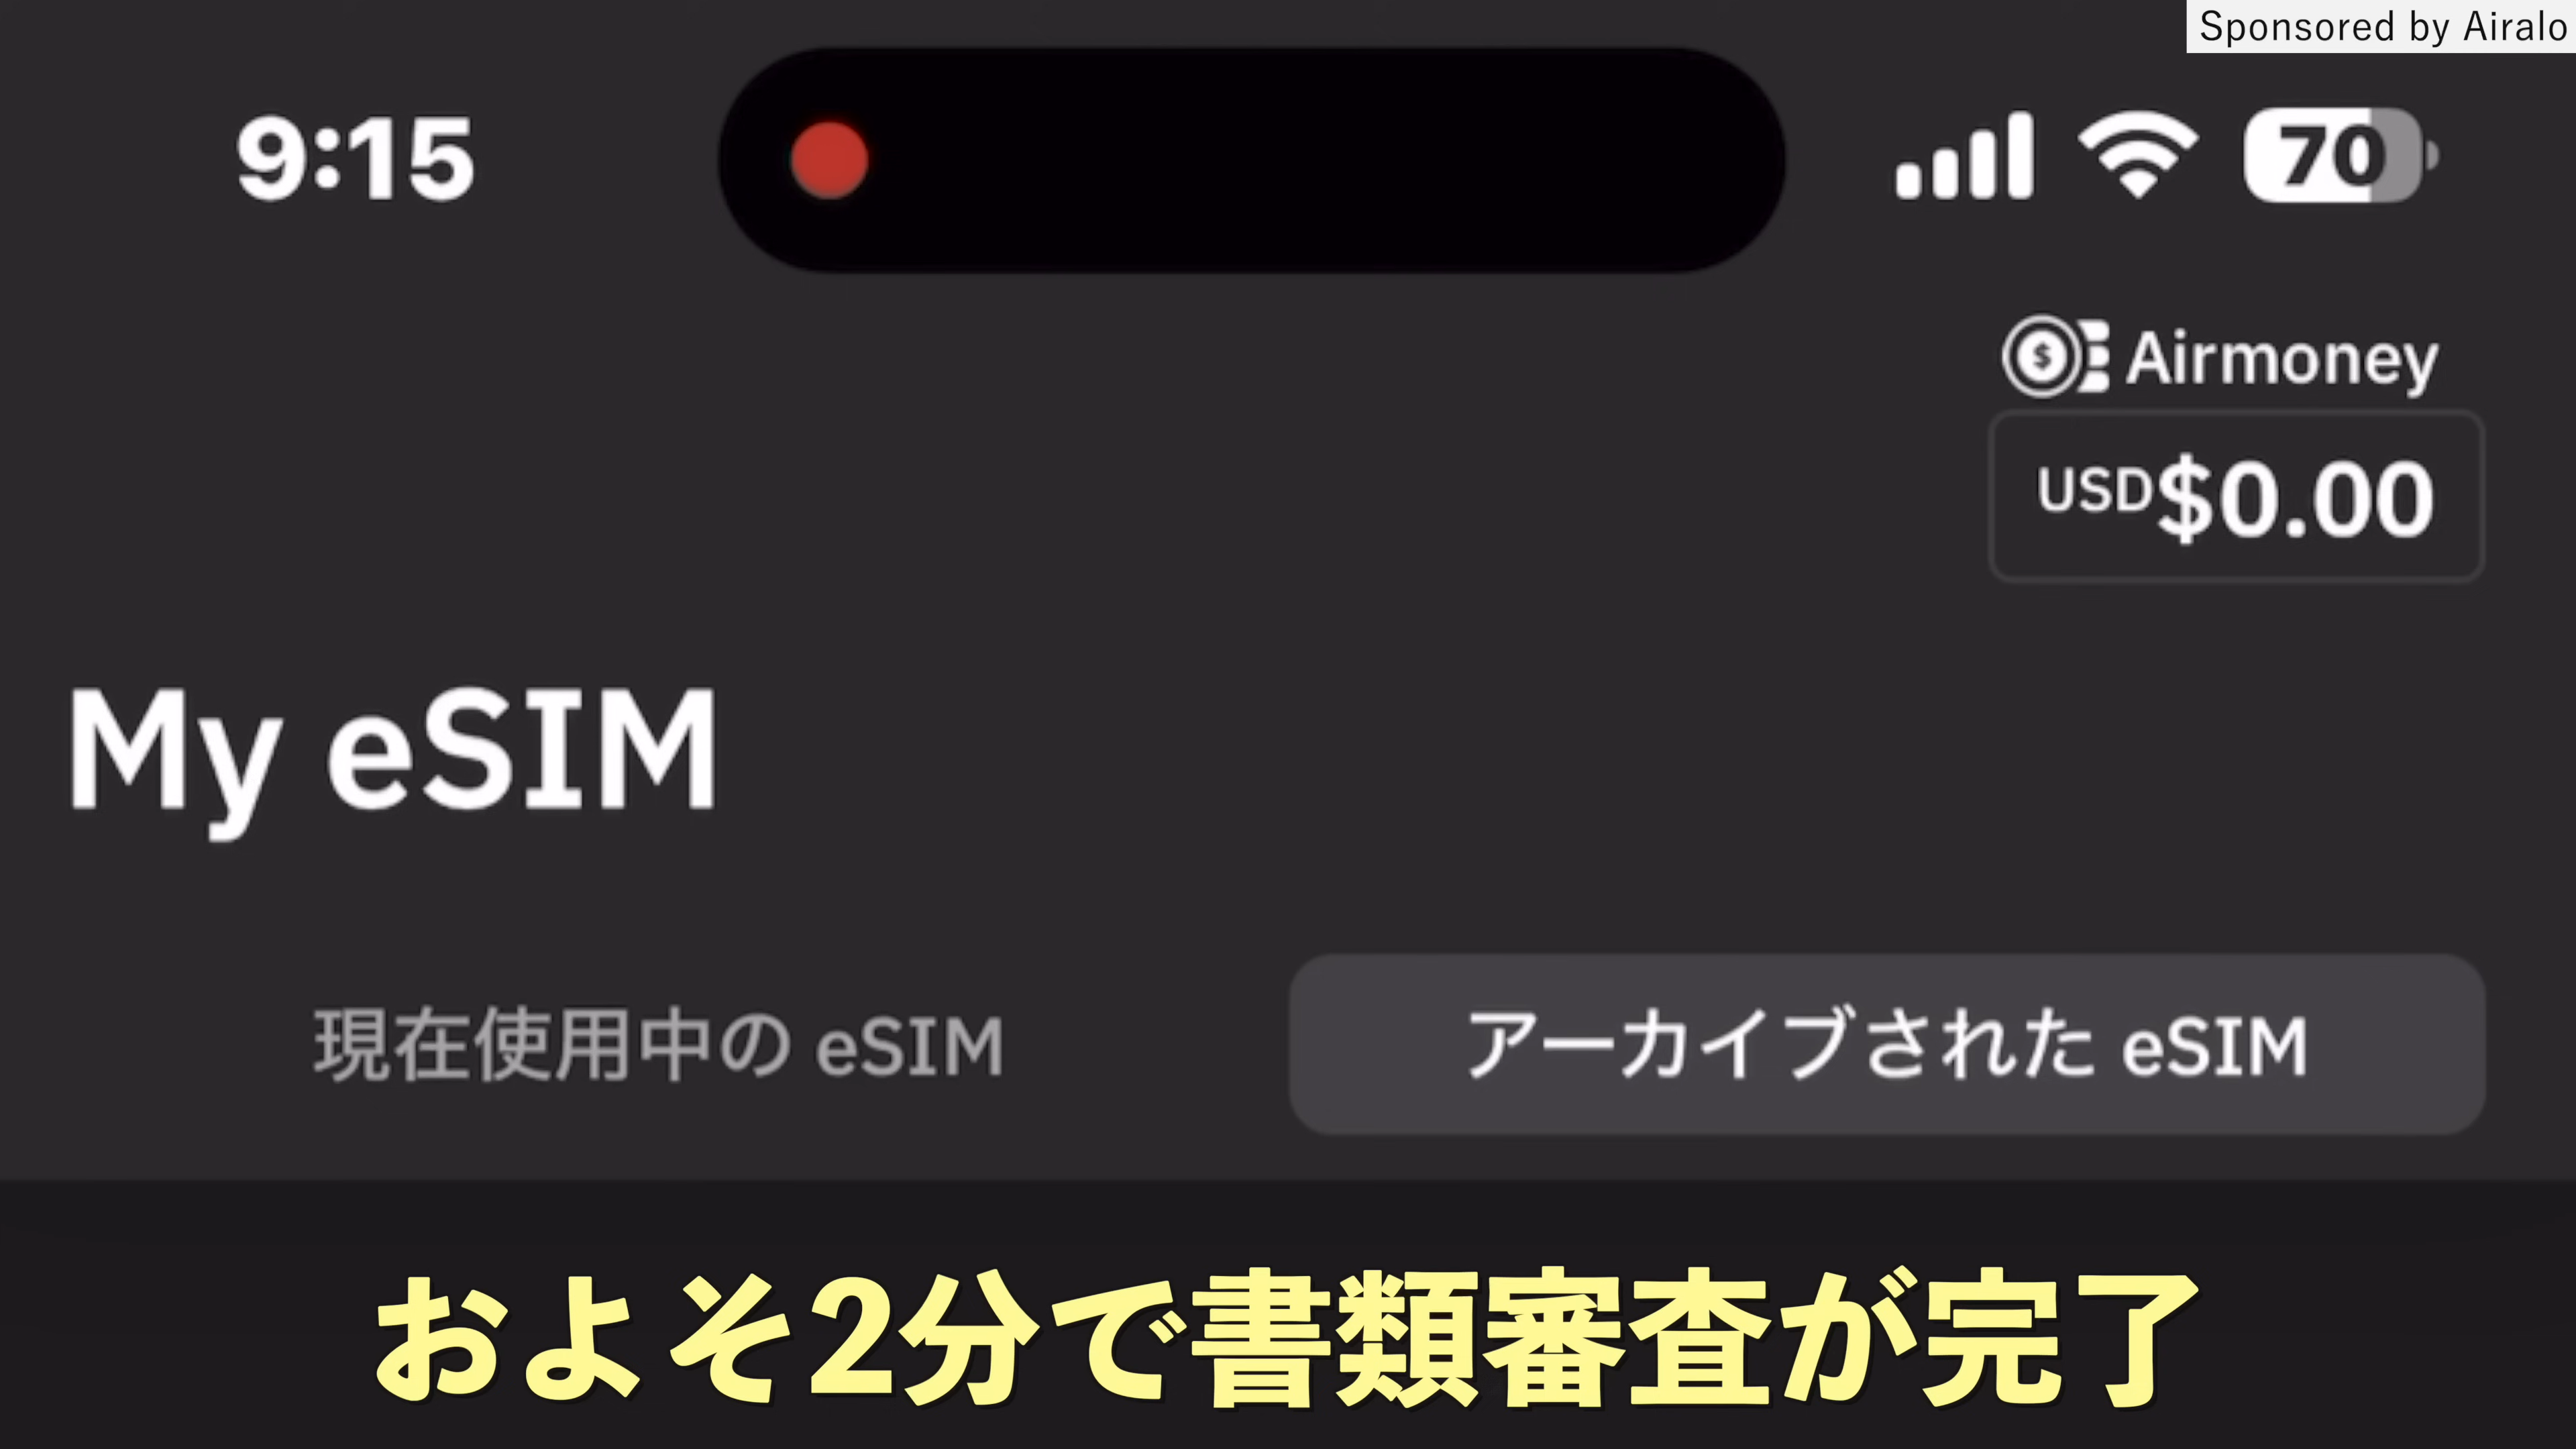 Sponsored by Airalo
9:15
70
Airmoney
USD$0.00
My eSIM
現在使用中の eSIM
アーカイブされた eSIM
およそ2分で書類審査が完了